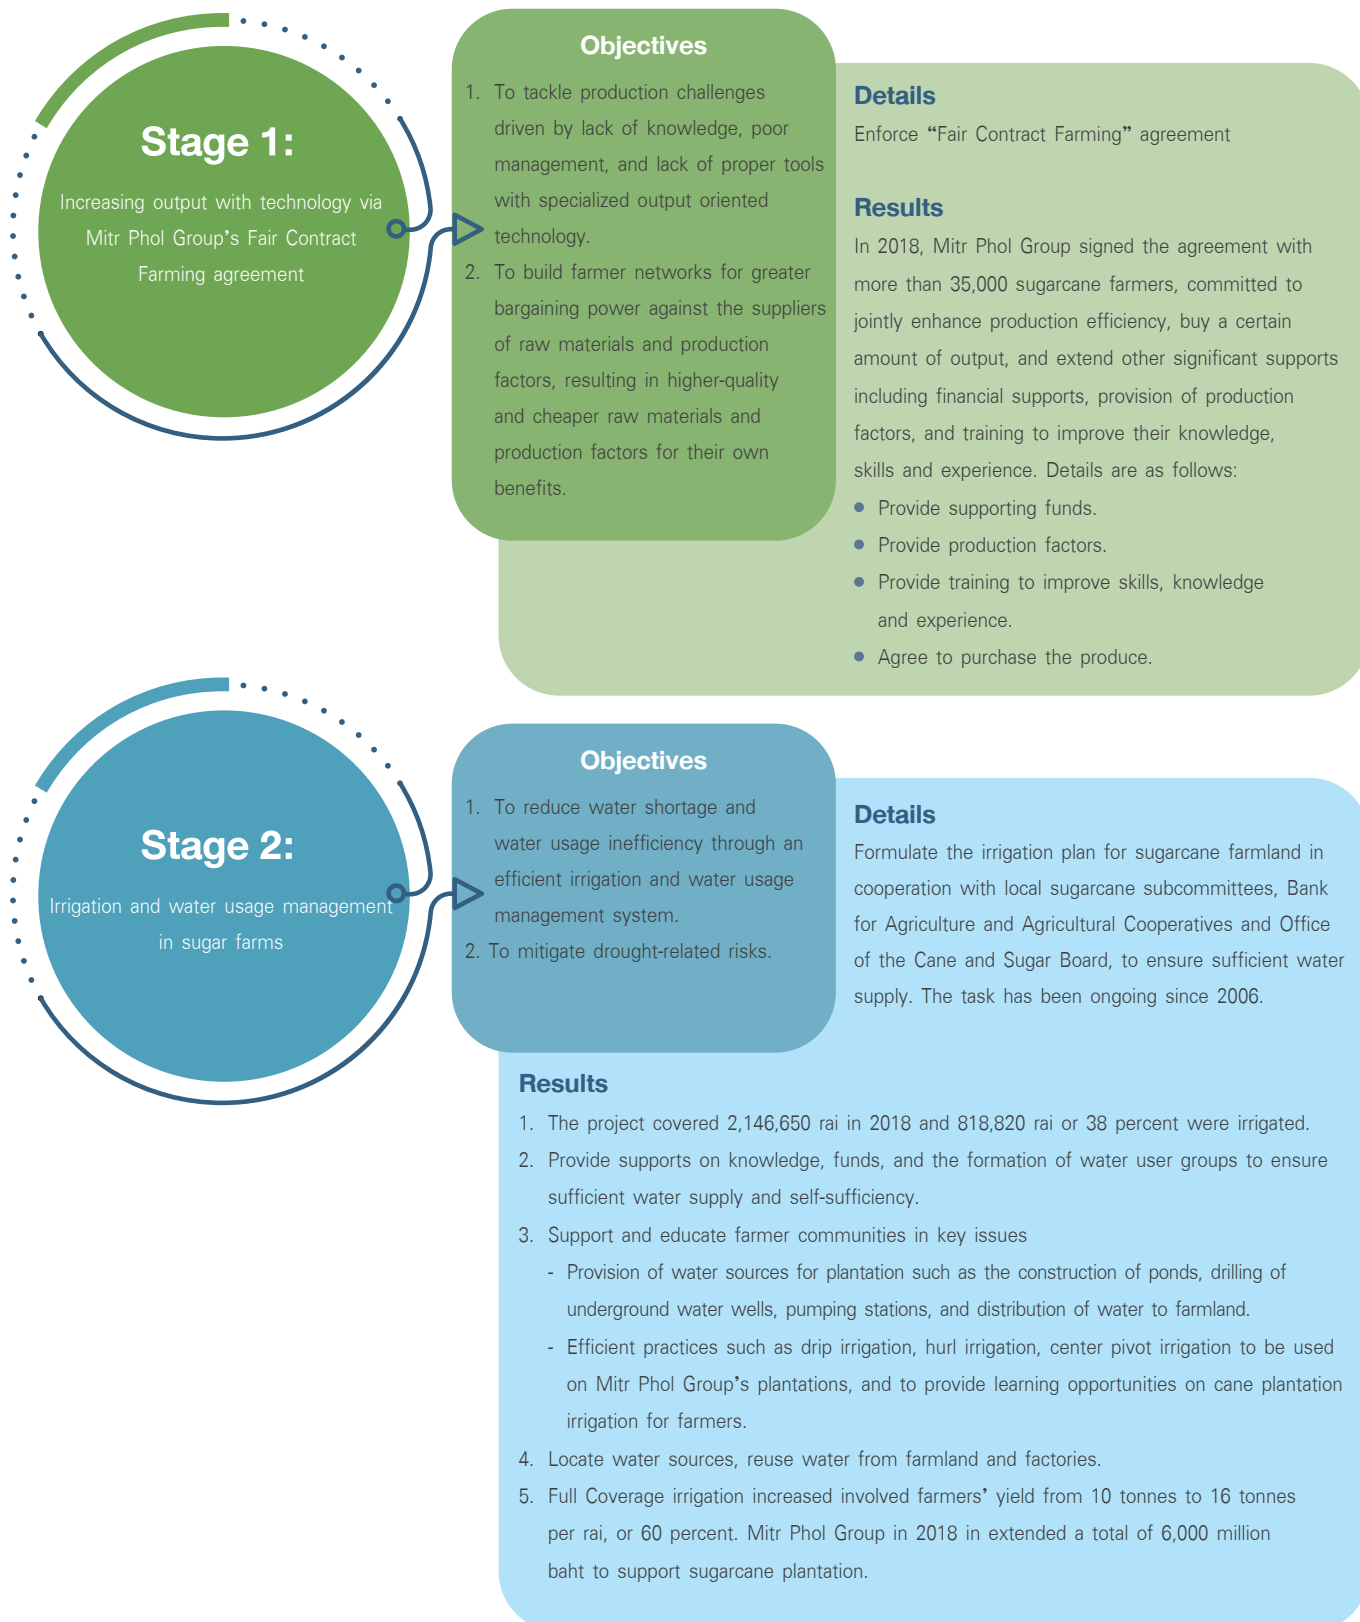 Stage 1:
Increasing output with technology via
Mitr Phol Group’s Fair Contract
Farming agreement
Objectives
1. To tackle production challenges
driven by lack of knowledge, poor
management, and lack of proper tools
with specialized output oriented
technology.
2. To build farmer networks for greater
bargaining power against the suppliers
of raw materials and production
factors, resulting in higher-quality
and cheaper raw materials and
production factors for their own
benefits.
Details
Enforce “Fair Contract Farming” agreement
Results
In 2018, Mitr Phol Group signed the agreement with
more than 35,000 sugarcane farmers, committed to
jointly enhance production efficiency, buy a certain
amount of output, and extend other significant supports
including financial supports, provision of production
factors, and training to improve their knowledge,
skills and experience. Details are as follows:
• Provide supporting funds.
• Provide production factors.
• Provide training to improve skills, knowledge
and experience.
• Agree to purchase the produce.
Stage 2:
Irrigation and water usage management
in sugar farms
Objectives
1. To reduce water shortage and
water usage inefficiency through an
efficient irrigation and water usage
management system.
2. To mitigate drought-related risks.
Details
Formulate the irrigation plan for sugarcane farmland in
cooperation with local sugarcane subcommittees, Bank
for Agriculture and Agricultural Cooperatives and Office
of the Cane and Sugar Board, to ensure sufficient water
supply. The task has been ongoing since 2006.
Results
1. The project covered 2,146,650 rai in 2018 and 818,820 rai or 38 percent were irrigated.
2. Provide supports on knowledge, funds, and the formation of water user groups to ensure
sufficient water supply and self-sufficiency.
3. Support and educate farmer communities in key issues
- Provision of water sources for plantation such as the construction of ponds, drilling of
underground water wells, pumping stations, and distribution of water to farmland.
- Efficient practices such as drip irrigation, hurl irrigation, center pivot irrigation to be used
on Mitr Phol Group’s plantations, and to provide learning opportunities on cane plantation
irrigation for farmers.
4. Locate water sources, reuse water from farmland and factories.
5. Full Coverage irrigation increased involved farmers’ yield from 10 tonnes to 16 tonnes
per rai, or 60 percent. Mitr Phol Group in 2018 in extended a total of 6,000 million
baht to support sugarcane plantation.